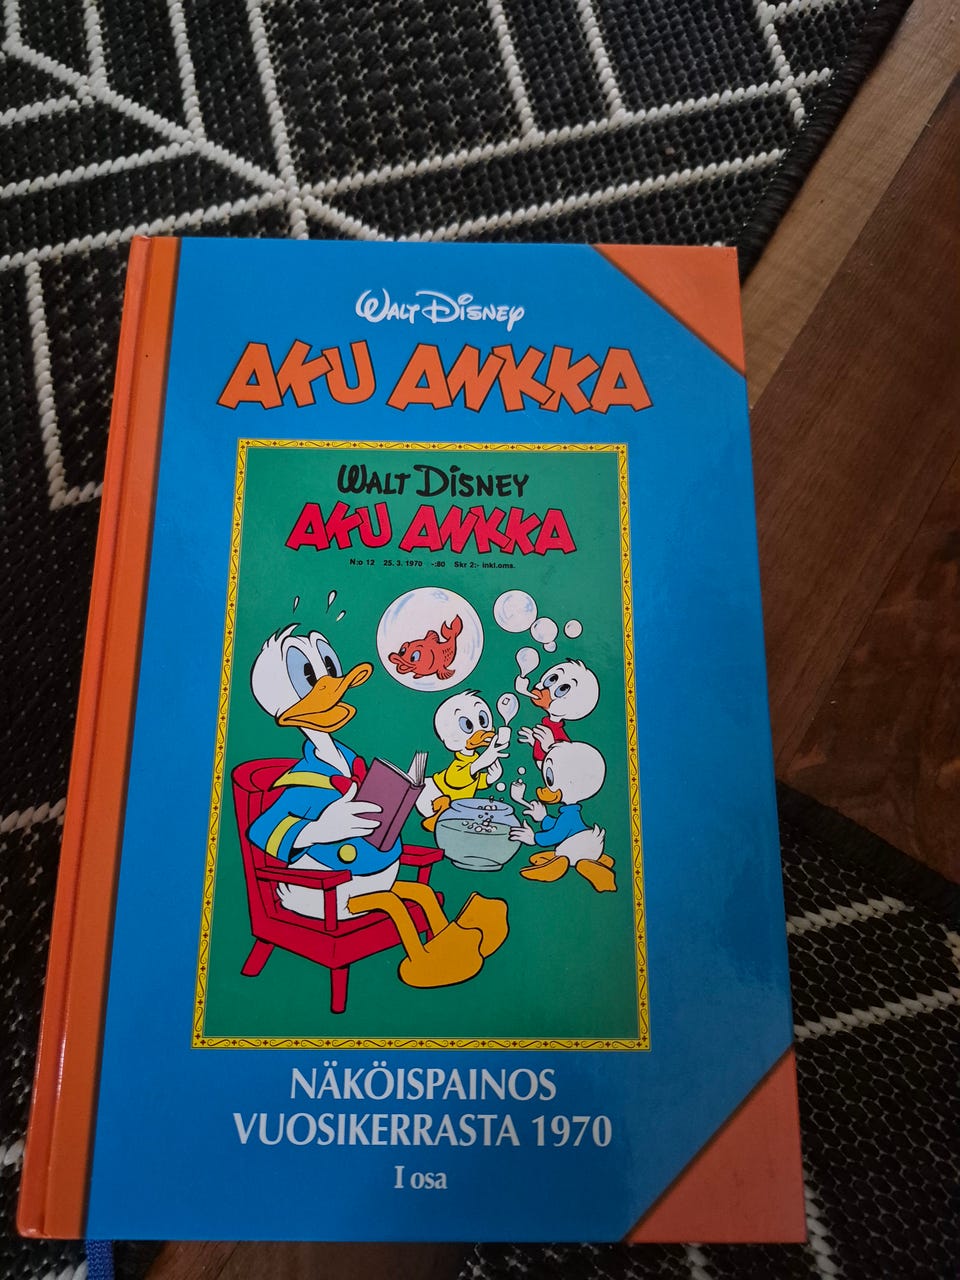 WALT DISNEY
AKU ANKKA
WALT DISNEY
AKU ANKKA
N:o 12 25. 3. 1970 -:80 Skr 2:- inkl.oms.
NÄKÖISPAINOS
VUOSIKERRASTA 1970
I osa